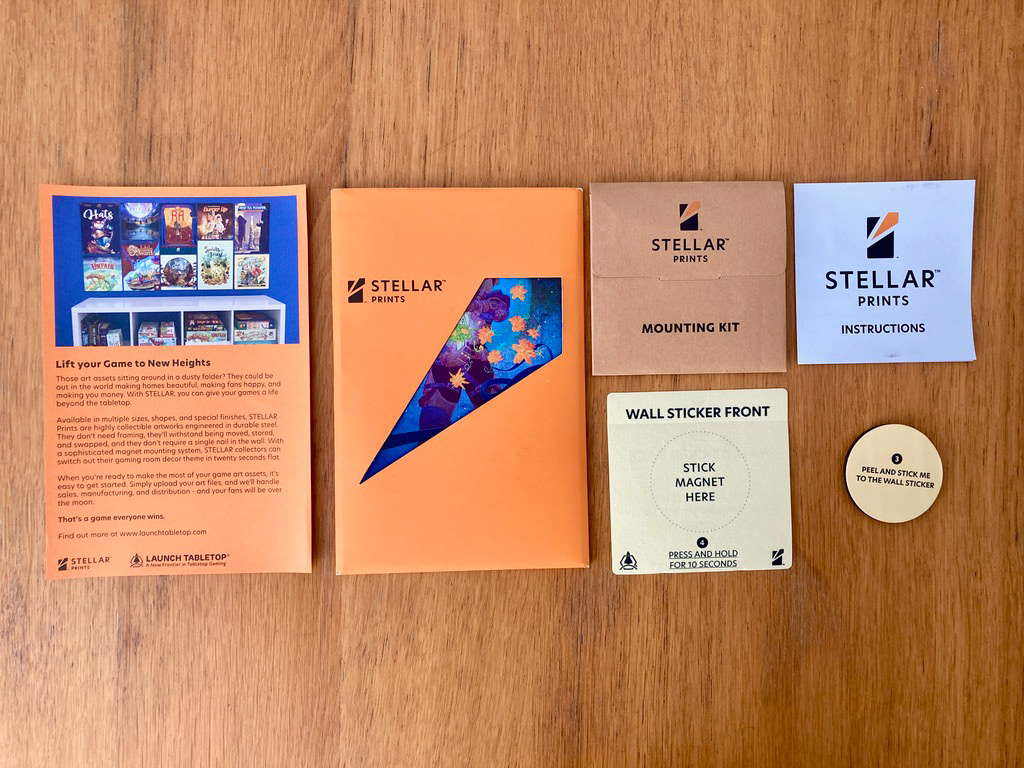 Hats
UNFAIR
Lift your Game to New Heights
Those art assets sitting around in a dusty folder? They could be
out in the world making homes beautiful, making fans happy, and
making you money. With STELLAR, you can give your games a life
beyond the tabletop.
Available in multiple sizes, shapes, and special finishes, STELLAR
Prints are highly collectible artworks engineered in durable steel.
They don't need framing, they'll withstand being moved, stored,
and swapped, and they don't require a single nail in the wall. With
a sophisticated magnet mounting system, STELLAR collectors can
switch out their gaming room decor theme in twenty seconds flat.
When you're ready to make the most of your game art assets, it's
easy to get started. Simply upload your art files, and we'll handle
sales, manufacturing, and distribution - and your fans will be over
the moon.
That's a game everyone wins.
Find out more at www.launchtabletop.com
STELLAR™
PRINTS
LAUNCH TABLETOP®
A New Frontier in Tabletop Gaming
STELLAR™
PRINTS
STELLAR™
PRINTS
MOUNTING KIT
STELLAR™
PRINTS
INSTRUCTIONS
WALL STICKER FRONT
STICK
MAGNET
HERE
4
PRESS AND HOLD
FOR 10 SECONDS
3
PEEL AND STICK ME
TO THE WALL STICKER